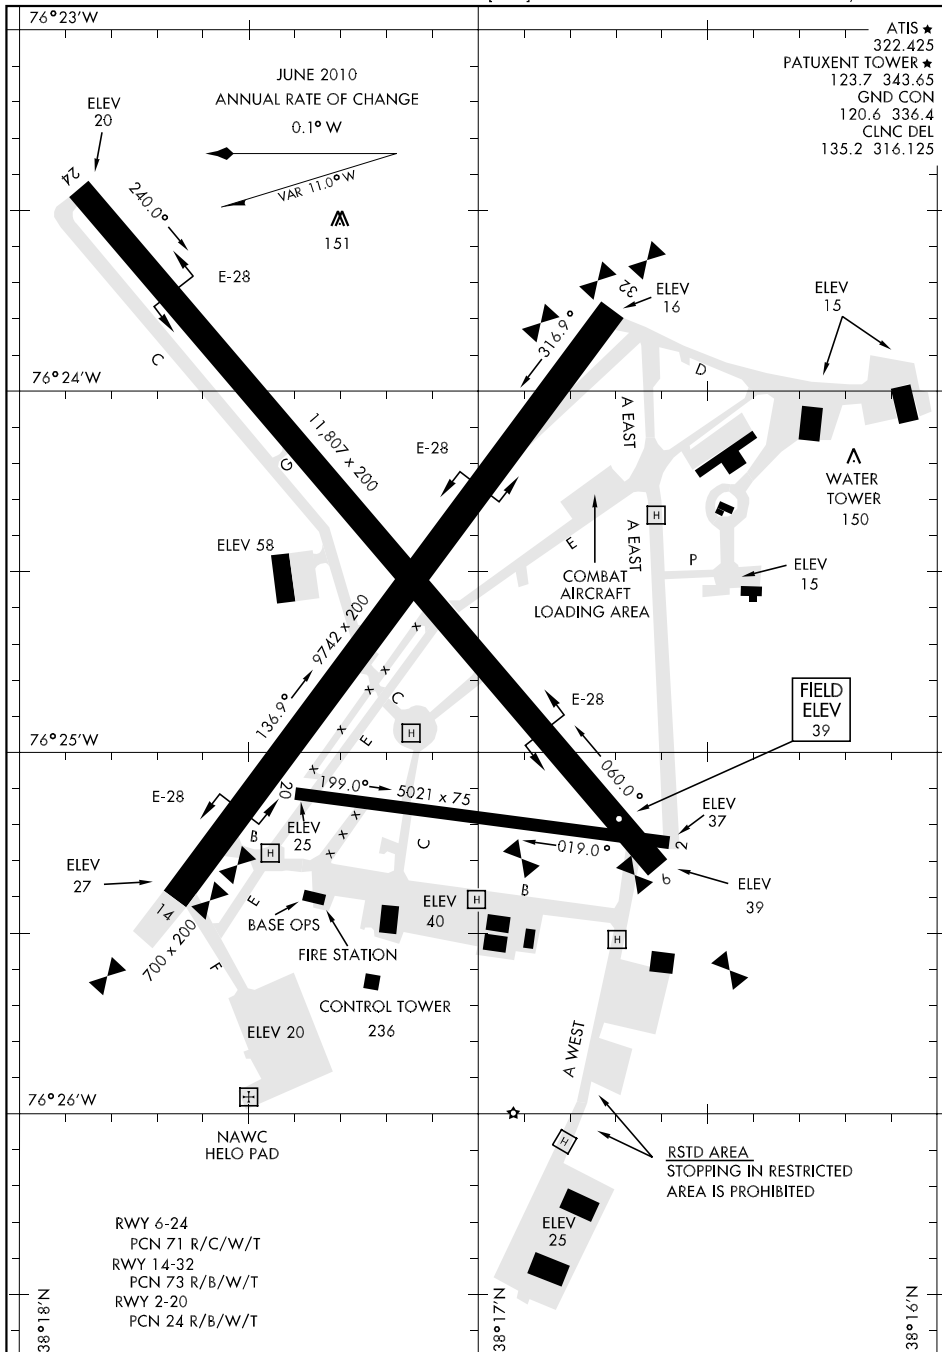 76°23'W
ATIS ★
322.425
PATUXENT TOWER ★
123.7 343.65
GND CON
120.6 336.4
CLNC DEL
135.2 316.125
JUNE 2010
ANNUAL RATE OF CHANGE
0.1° W
VAR 11.0° W
ELEV
20
24
240.0°
151
E-28
C
32
ELEV
16
ELEV
15
316.9°
76°24'W
D
A EAST
11,807 x 200
E-28
G
WATER
TOWER
150
H
A EAST
ELEV 58
E
P
COMBAT
AIRCRAFT
LOADING AREA
ELEV
15
9742 x 200
x
x
x
x
C
136.9°
E
H
E-28
FIELD
ELEV
39
76°25'W
060.0°
x
20
199.0°
5021 x 75
E-28
ELEV
25
x
x
x
x
B
C
ELEV
37
2
019.0°
H
ELEV
27
6
ELEV
39
B
E
14
BASE OPS
ELEV
40
H
H
700 x 200
FIRE STATION
F
CONTROL TOWER
236
ELEV 20
A WEST
76°26'W
NAWC
HELO PAD
H
RSTD AREA
STOPPING IN RESTRICTED
AREA IS PROHIBITED
ELEV
25
RWY 6-24
PCN 71 R/C/W/T
RWY 14-32
PCN 73 R/B/W/T
RWY 2-20
PCN 24 R/B/W/T
38°18'N
38°17'N
38°16'N